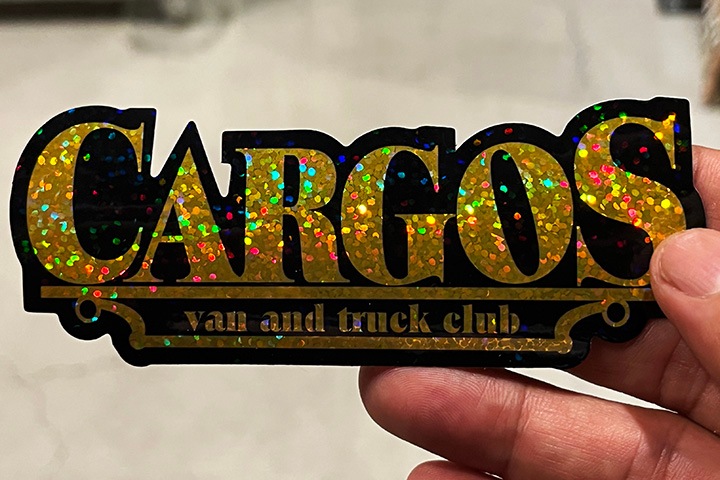 CARGOS
van and truck club